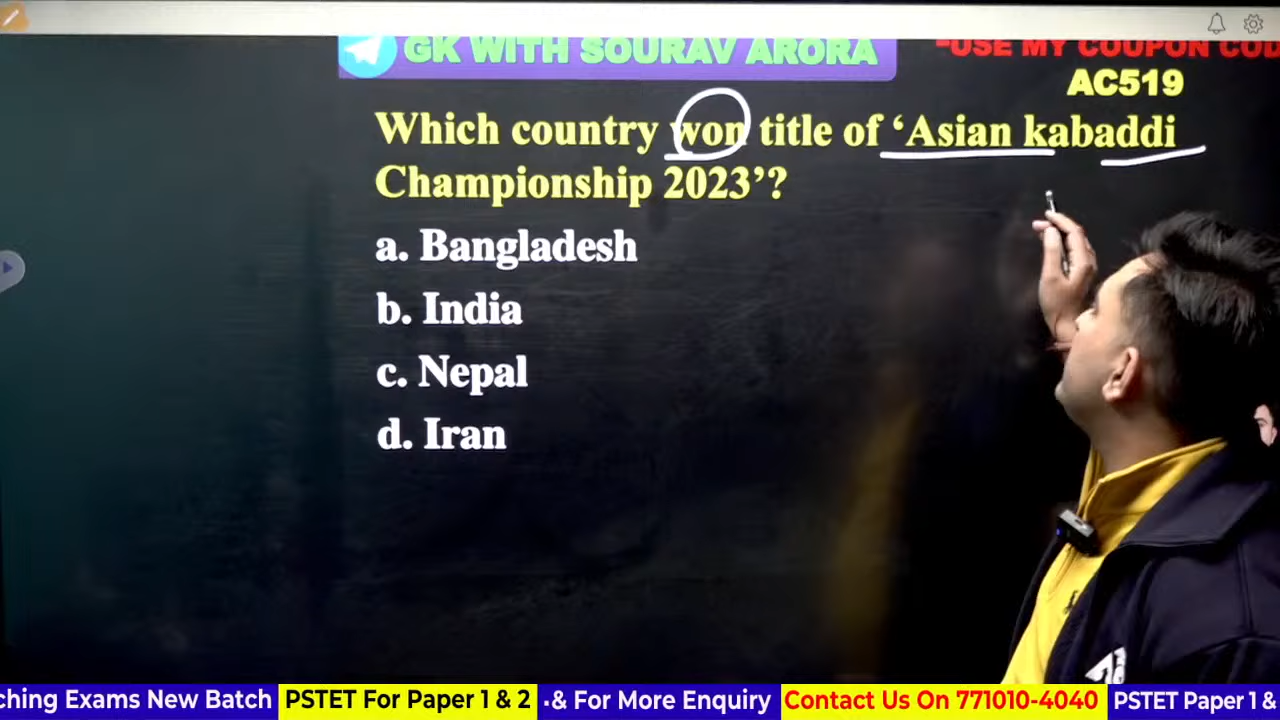 GK WITH SOURAV ARORA
-USE MY COUPON COD
AC519
Which country won title of ‘Asian kabaddi
Championship 2023’?
a. Bangladesh
b. India
c. Nepal
d. Iran
ching Exams New Batch PSTET For Paper 1 & 2 .& For More Enquiry Contact Us On 771010-4040 PSTET Paper 1 &